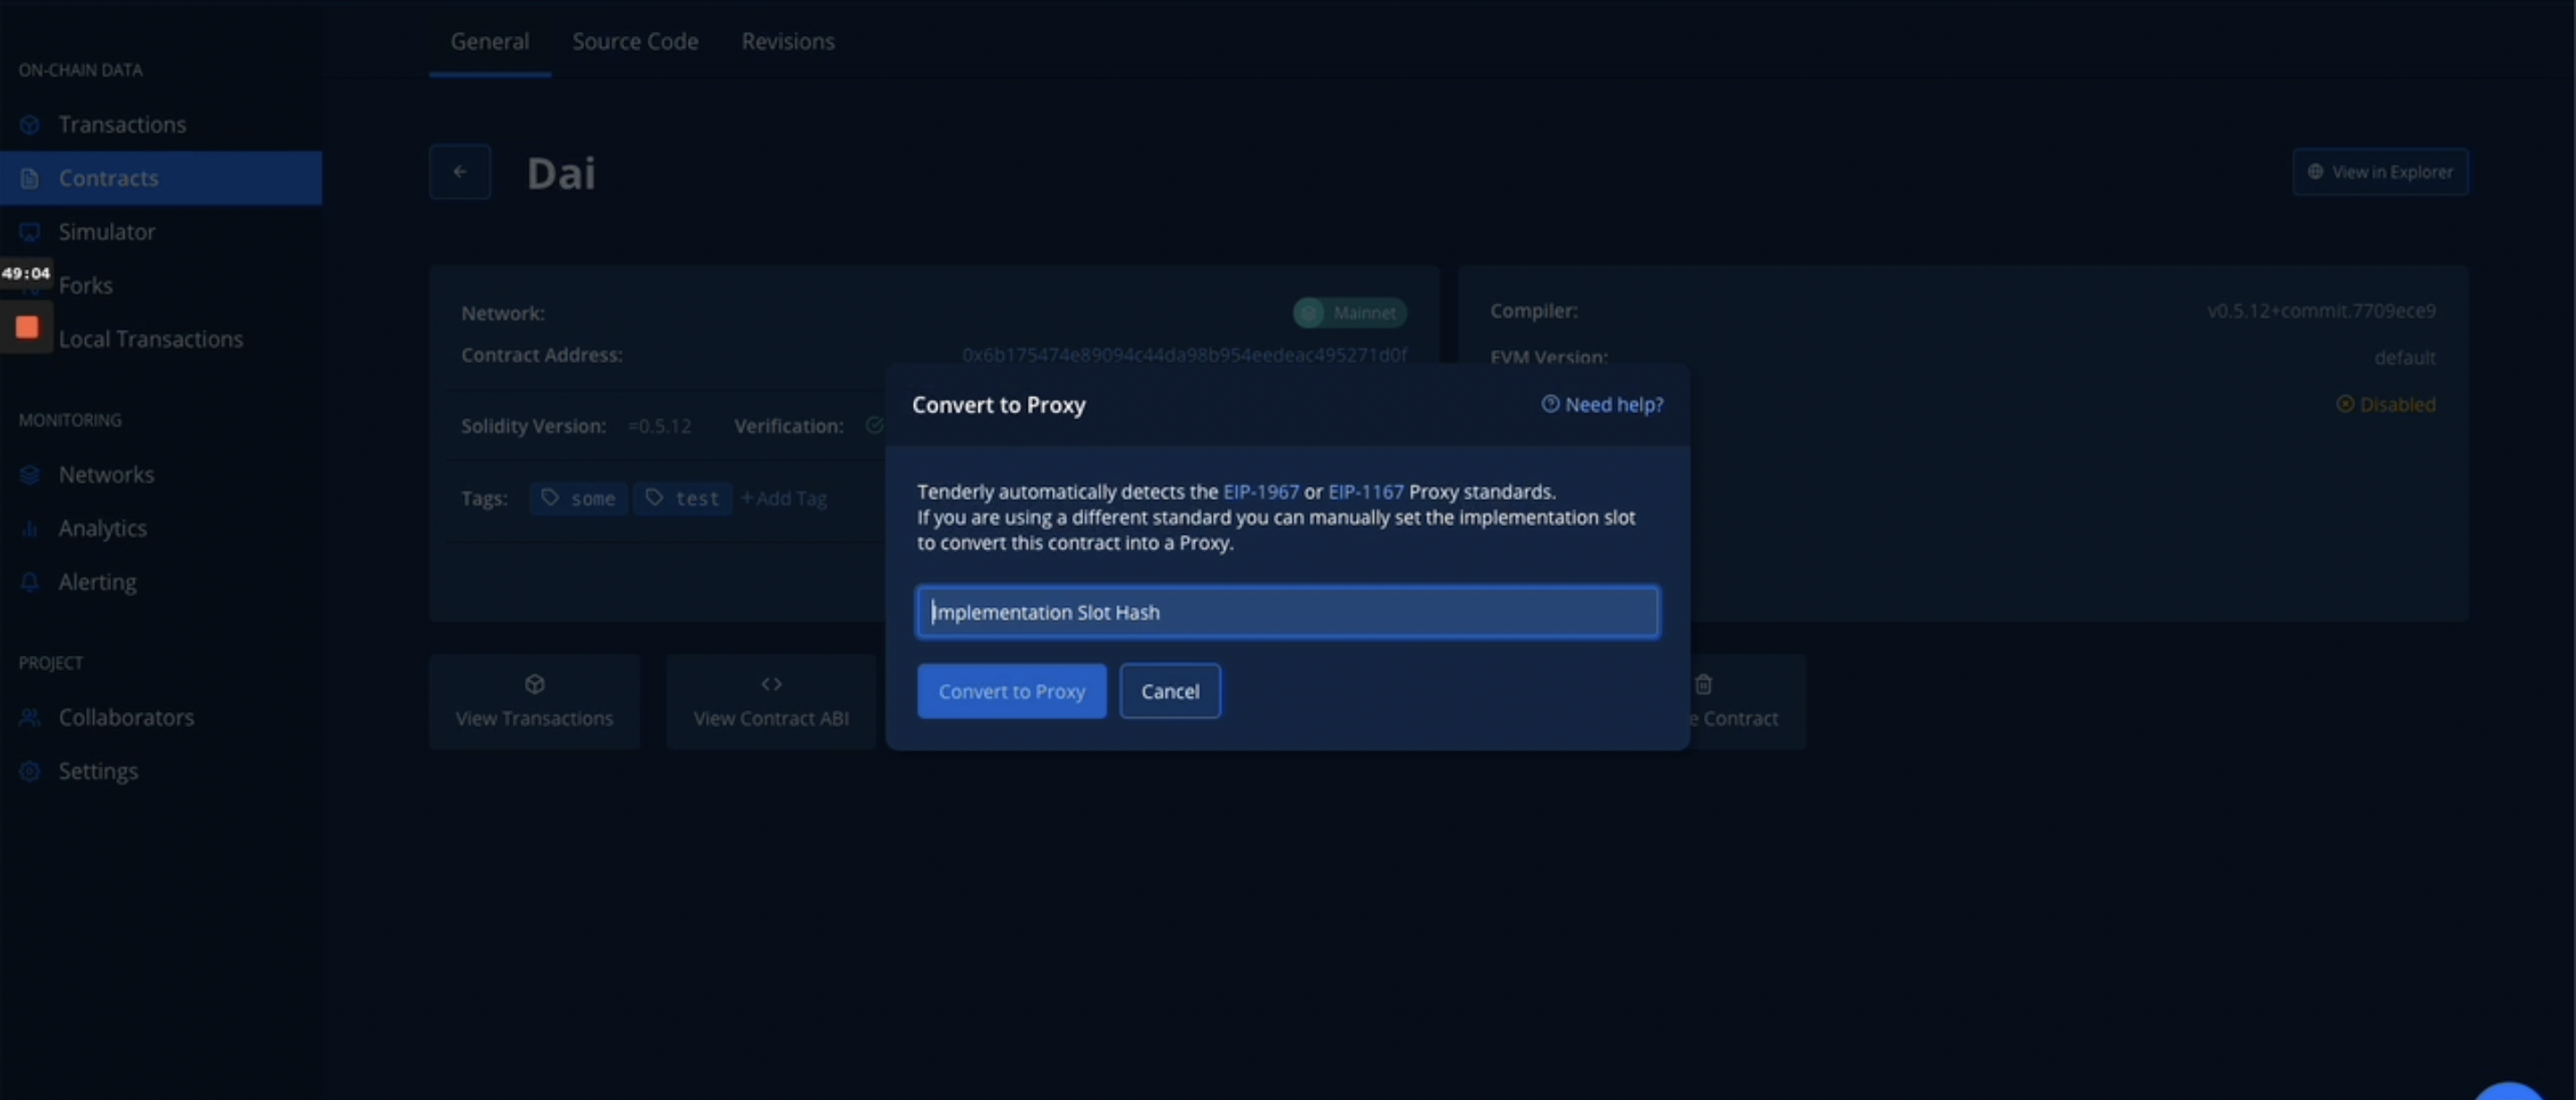 General
Source Code
Revisions
ON-CHAIN DATA
Transactions
Contracts
Simulator
49:04
Forks
Local Transactions
MONITORING
Networks
Analytics
Alerting
PROJECT
Collaborators
Settings
Dai
View in Explorer
Network:
Mainnet
Contract Address:
0x6b175474e89094c44da98b954eedeac495271d0f
Solidity Version: =0.5.12 Verification:
Tags: some test + Add Tag
Compiler:
v0.5.12+commit.7709ece9
EVM Version:
default
Disabled
Convert to Proxy
Need help?
Tenderly automatically detects the EIP-1967 or EIP-1167 Proxy standards.
If you are using a different standard you can manually set the implementation slot
to convert this contract into a Proxy.
Implementation Slot Hash
Convert to Proxy
Cancel
View Transactions
View Contract ABI
e Contract